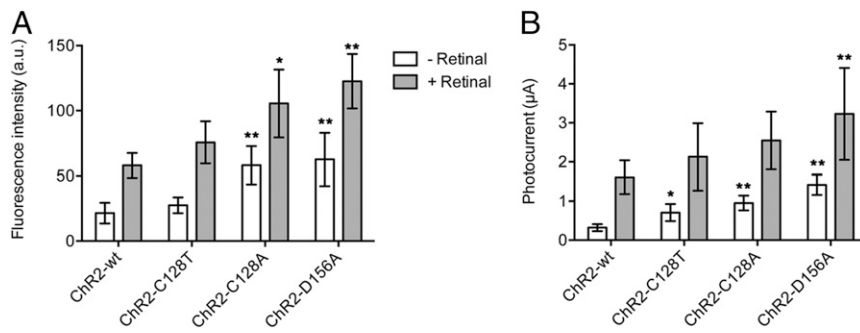 A
Fluorescence intensity (a.u.)
150
100
50
0
*
**
**
**
ChR2-wt
ChR2-C128T
ChR2-C128A
ChR2-D156A
- Retinal
+ Retinal
B
Photocurrent (µA)
5
4
3
2
1
0
*
**
**
**
ChR2-wt
ChR2-C128T
ChR2-C128A
ChR2-D156A